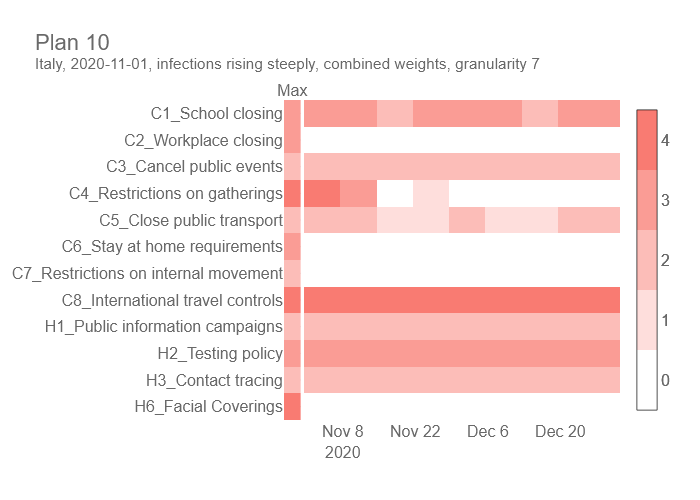 Plan 10
Italy, 2020-11-01, infections rising steeply, combined weights, granularity 7
Max
C1_School closing
C2_Workplace closing
C3_Cancel public events
C4_Restrictions on gatherings
C5_Close public transport
C6_Stay at home requirements
C7_Restrictions on internal movement
C8_International travel controls
H1_Public information campaigns
H2_Testing policy
H3_Contact tracing
H6_Facial Coverings
4
3
2
1
0
Nov 8 Nov 22 Dec 6 Dec 20
2020